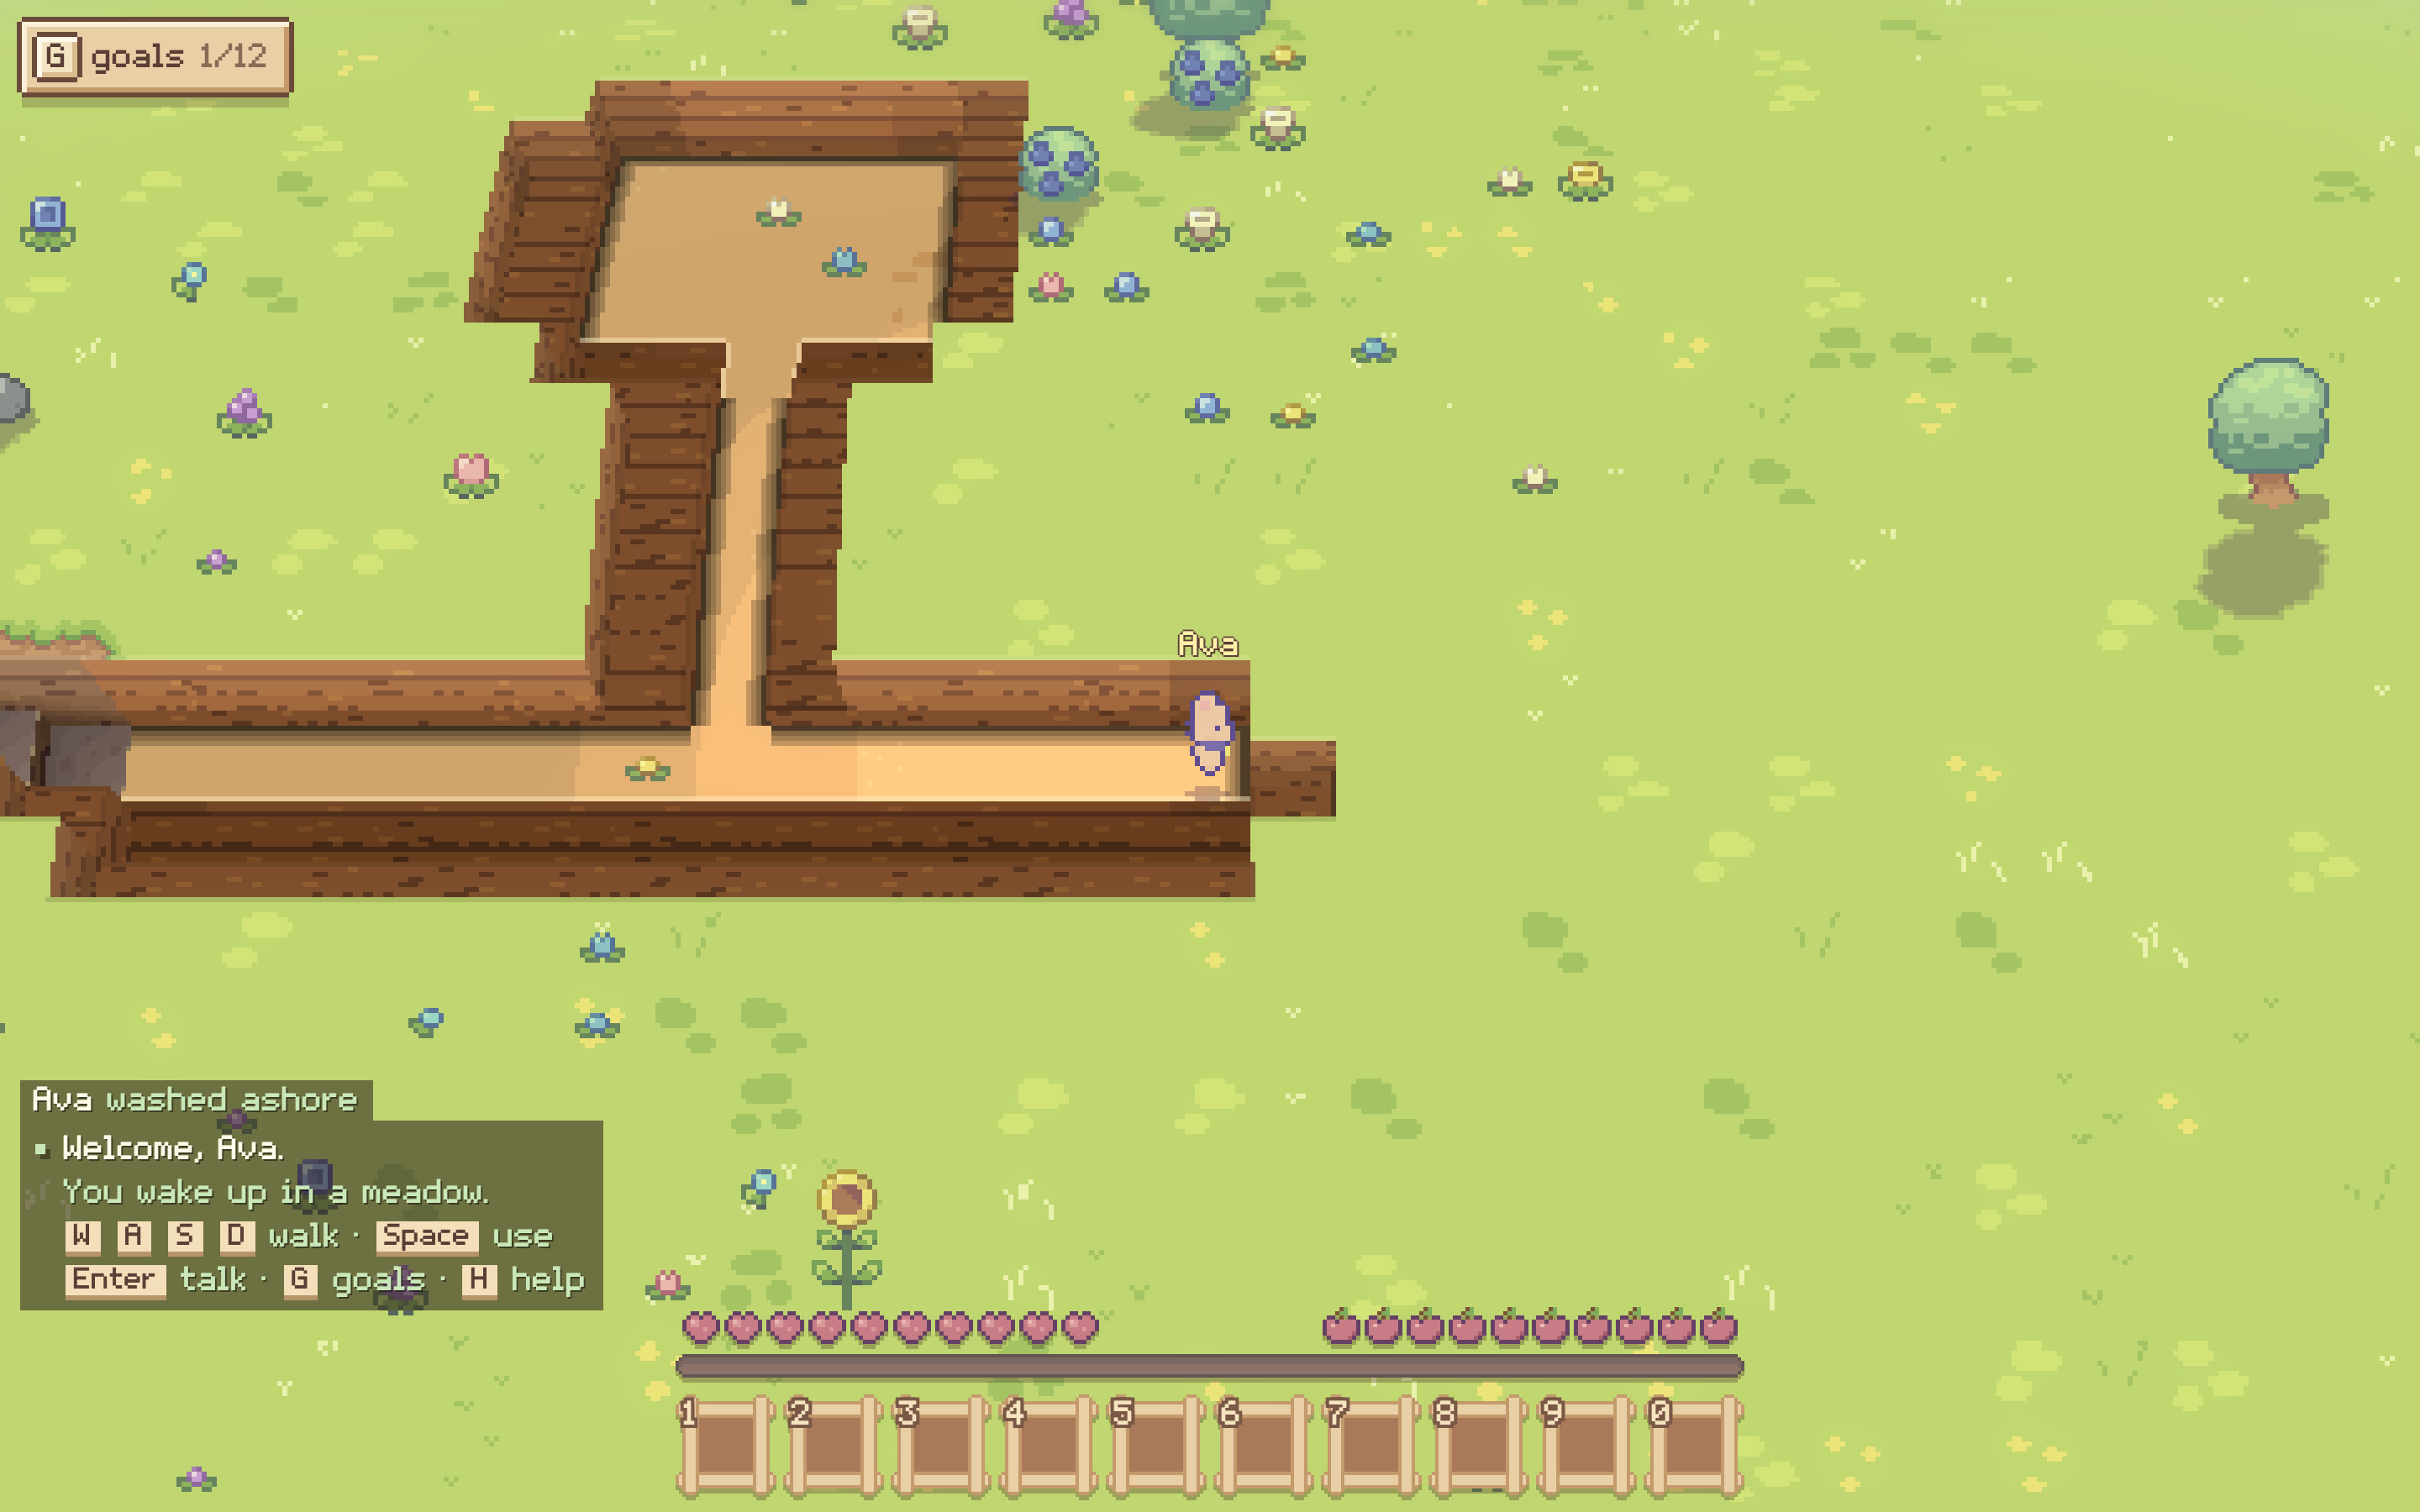 G goals 1/12
Ava
Ava washed ashore
Welcome, Ava.
You wake up in a meadow.
W A S D walk · Space use
Enter talk · G goals · H help
1 2 3 4 5 6 7 8 9 0